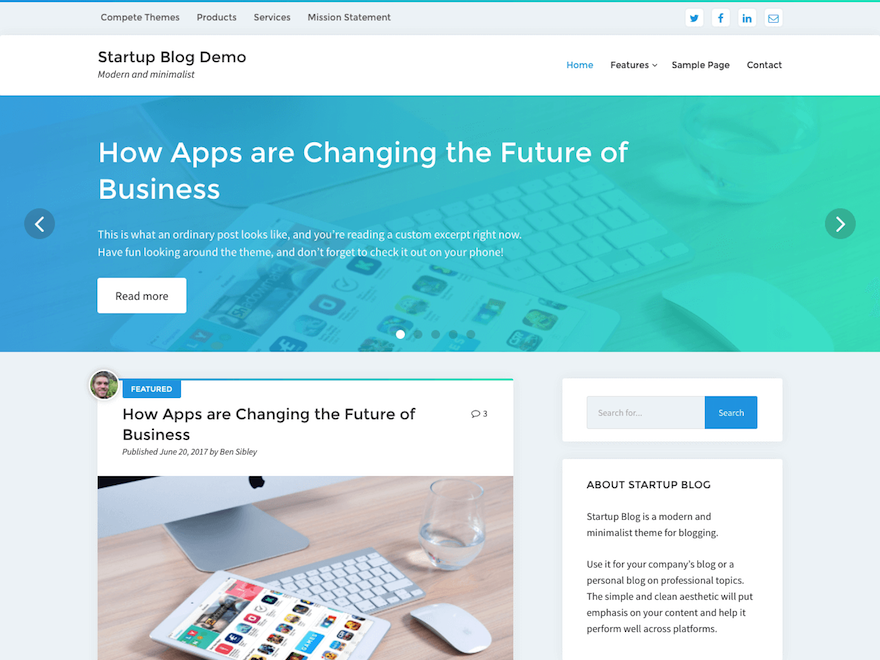 Compete Themes Products Services Mission Statement
Startup Blog Demo
Modern and minimalist
Home Features Sample Page Contact
How Apps are Changing the Future of
Business
This is what an ordinary post looks like, and you're reading a custom excerpt right now.
Have fun looking around the theme, and don't forget to check it out on your phone!
Read more
FEATURED
How Apps are Changing the Future of
Business
3
Published June 20, 2017 by Ben Sibley
Search for...
Search
ABOUT STARTUP BLOG
Startup Blog is a modern and
minimalist theme for blogging.
Use it for your company's blog or a
personal blog on professional topics.
The simple and clean aesthetic will put
emphasis on your content and help it
perform well across platforms.